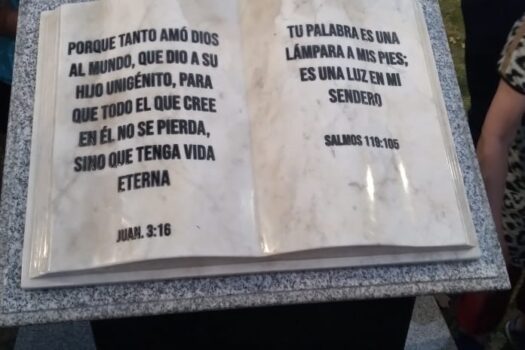 PORQUE TANTO AMÓ DIOS
AL MUNDO, QUE DIO A SU
HIJO UNIGÉNITO, PARA
QUE TODO EL QUE CREE
EN ÉL NO SE PIERDA,
SINO QUE TENGA VIDA
ETERNA
JUAN. 3:16
TU PALABRA ES UNA
LÁMPARA A MIS PIES;
ES UNA LUZ EN MI
SENDERO
SALMOS 119:105